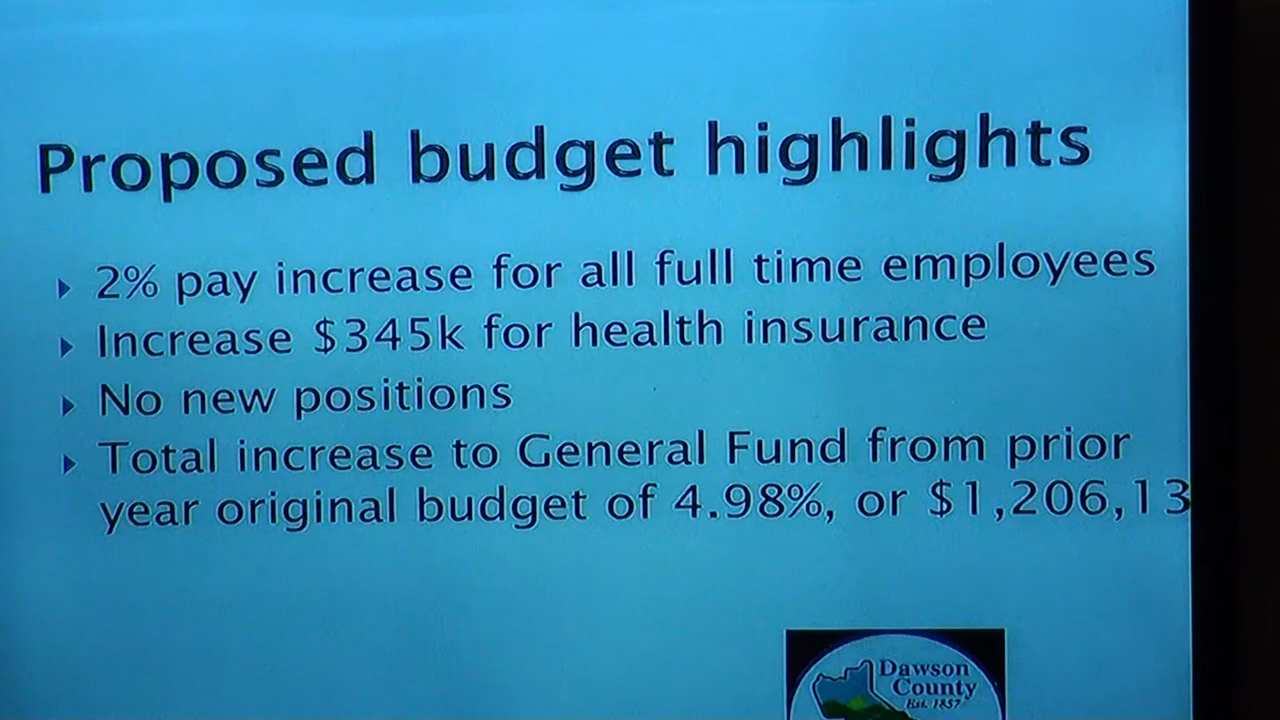 Proposed budget highlights
2% pay increase for all full time employees
Increase $345k for health insurance
No new positions
Total increase to General Fund from prior
year original budget of 4.98%, or $1,206,13
Dawson
County
Est. 1857